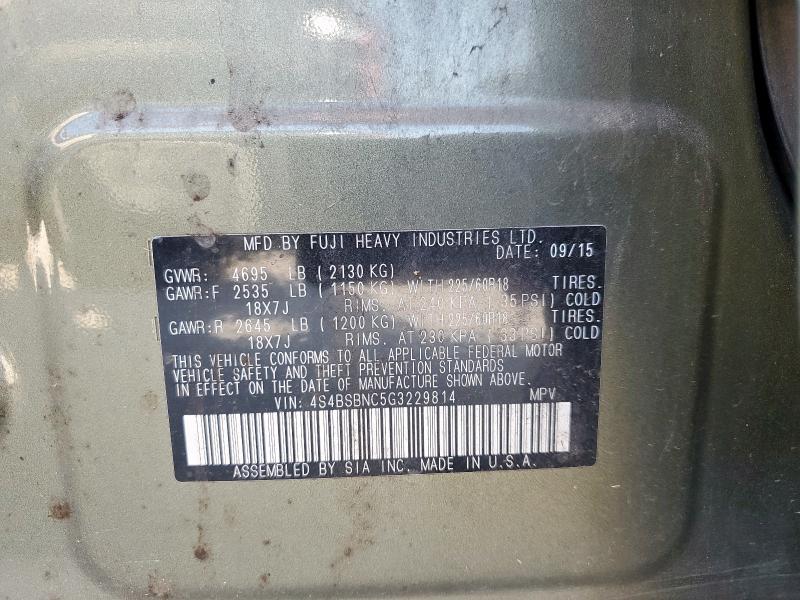 MFD BY FUJI HEAVY INDUSTRIES LTD.
DATE: 09/15
GVWR: 4695 LB (2130 KG)
GAWR:F 2535 LB (1150 KG) WITH 225/60R18 TIRES.
18X7J RIMS. AT 240 KPA (35 PSI) COLD
GAWR:R 2645 LB (1200 KG) WITH 225/60R18 TIRES.
18X7J RIMS. AT 230 KPA (33 PSI) COLD
THIS VEHICLE CONFORMS TO ALL APPLICABLE FEDERAL MOTOR
VEHICLE SAFETY AND THEFT PREVENTION STANDARDS
IN EFFECT ON THE DATE OF MANUFACTURE SHOWN ABOVE.
VIN: 4S4BSBNC5G3229814 MPV
ASSEMBLED BY SIA INC. MADE IN U.S.A.